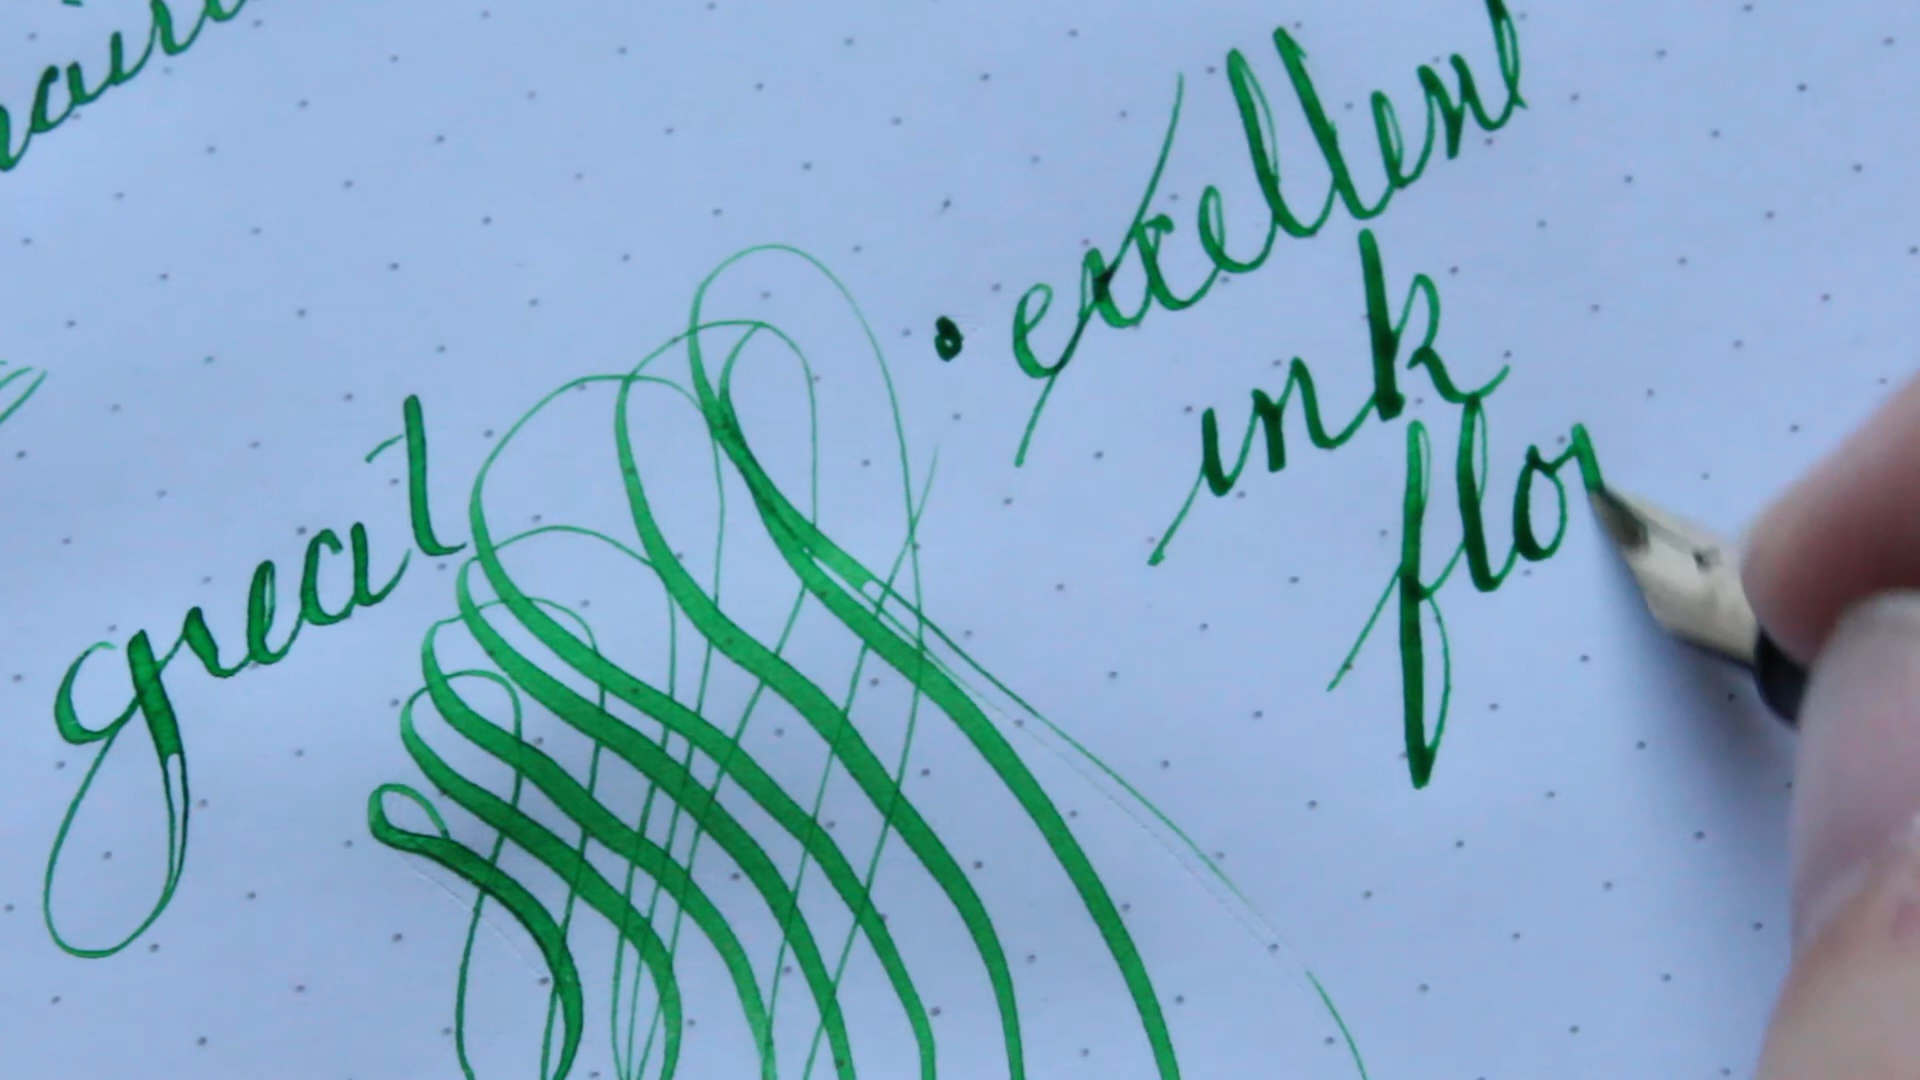 great
• excellent
ink
flo